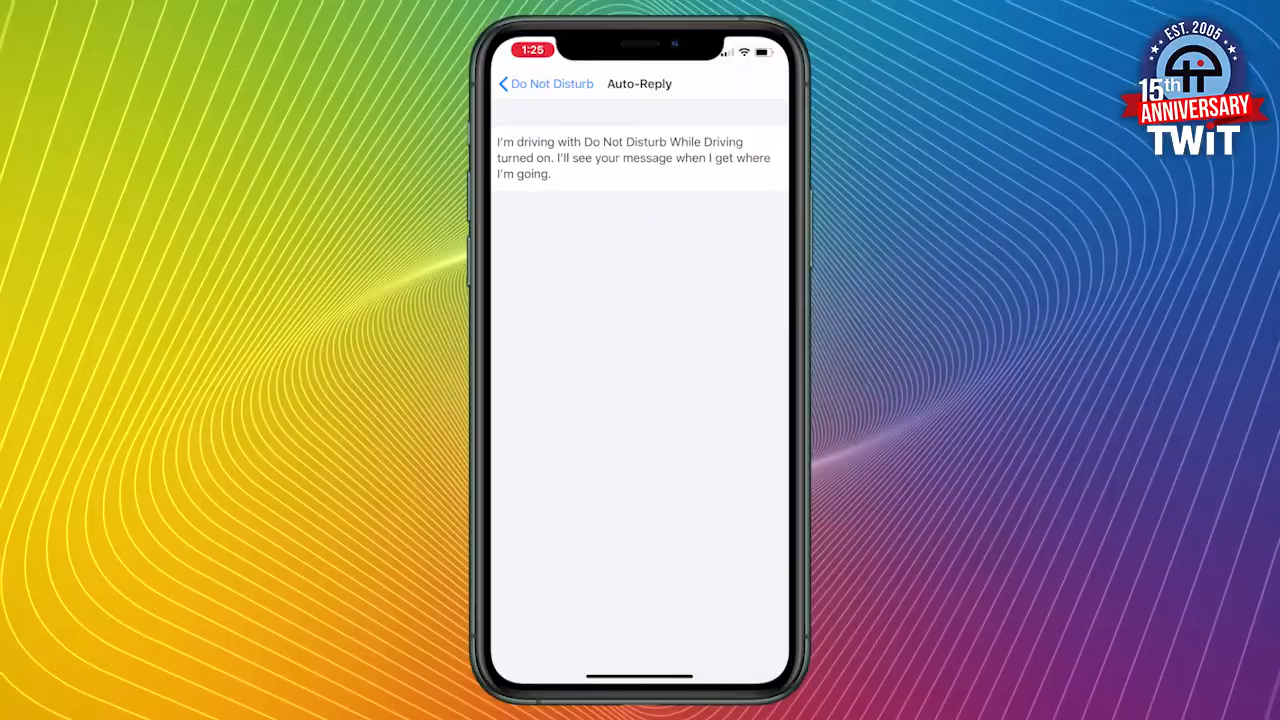 1:25
Do Not Disturb Auto-Reply
I'm driving with Do Not Disturb While Driving
turned on. I'll see your message when I get where
I'm going.
EST. 2005
15th
ANNIVERSARY
TWiT